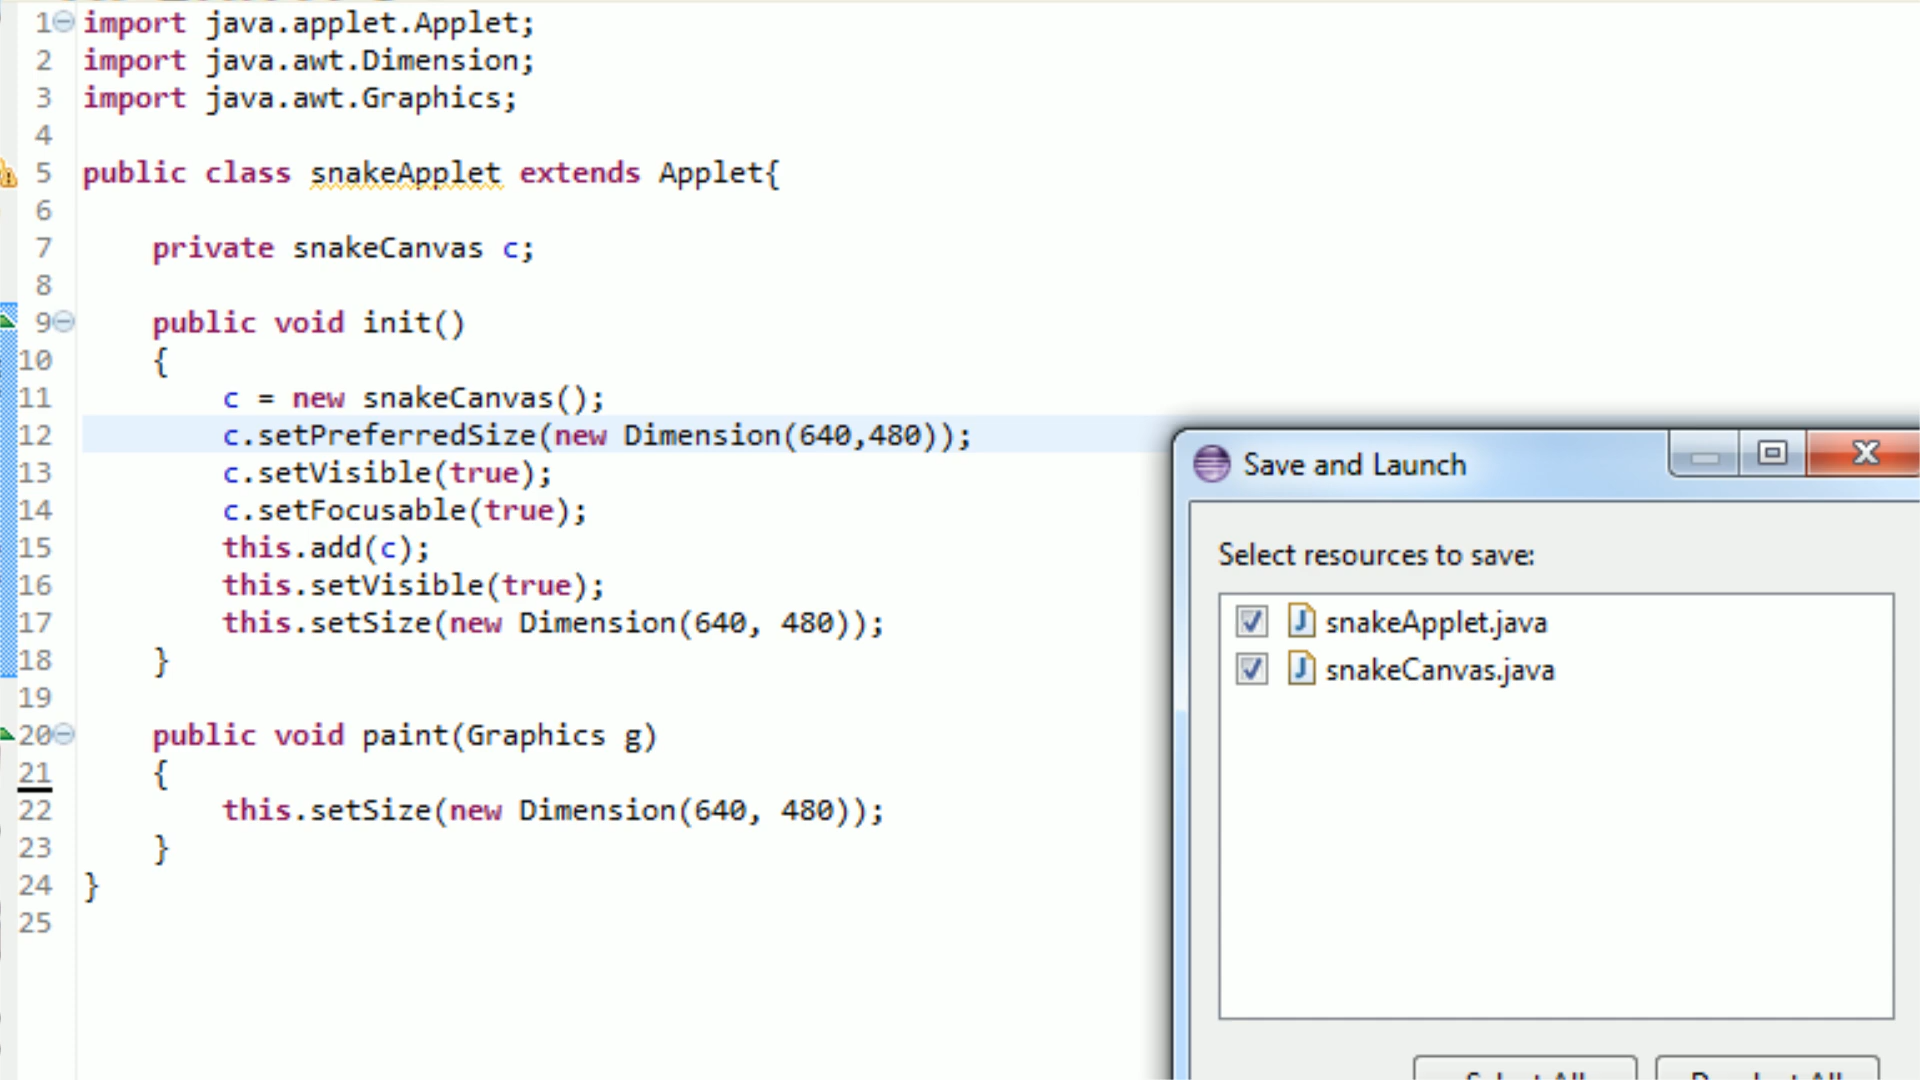 1 import java.applet.Applet;
2 import java.awt.Dimension;
3 import java.awt.Graphics;
4
5 public class snakeApplet extends Applet{
6
7 private snakeCanvas c;
8
9 public void init()
10 {
11 c = new snakeCanvas();
12 c.setPreferredSize(new Dimension(640,480));
13 c.setVisible(true);
14 c.setFocusable(true);
15 this.add(c);
16 this.setVisible(true);
17 this.setSize(new Dimension(640, 480));
18 }
19
20 public void paint(Graphics g)
21 {
22 this.setSize(new Dimension(640, 480));
23 }
24 }
25
Save and Launch
Select resources to save:
snakeApplet.java
snakeCanvas.java
Select All